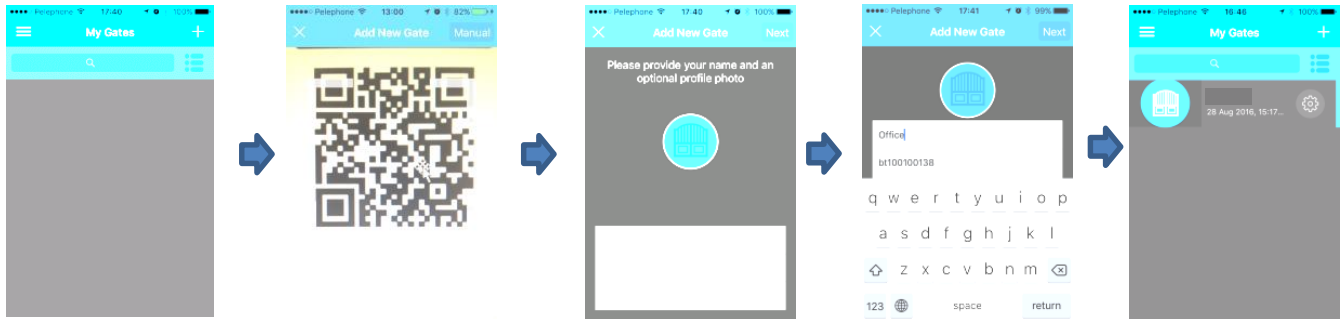 Pelephone 17:40 100%
My Gates +
Pelephone 13:00 82%
Add New Gate Manual
Pelephone 17:40 100%
Add New Gate Next
Please provide your name and an
optional profile photo
Pelephone 17:41 99%
Add New Gate Next
Office
bt100100138
q w e r t y u i o p
a s d f g h j k l
z x c v b n m
123 space return
Pelephone 16:46 100%
My Gates +
28 Aug 2016, 15:17...